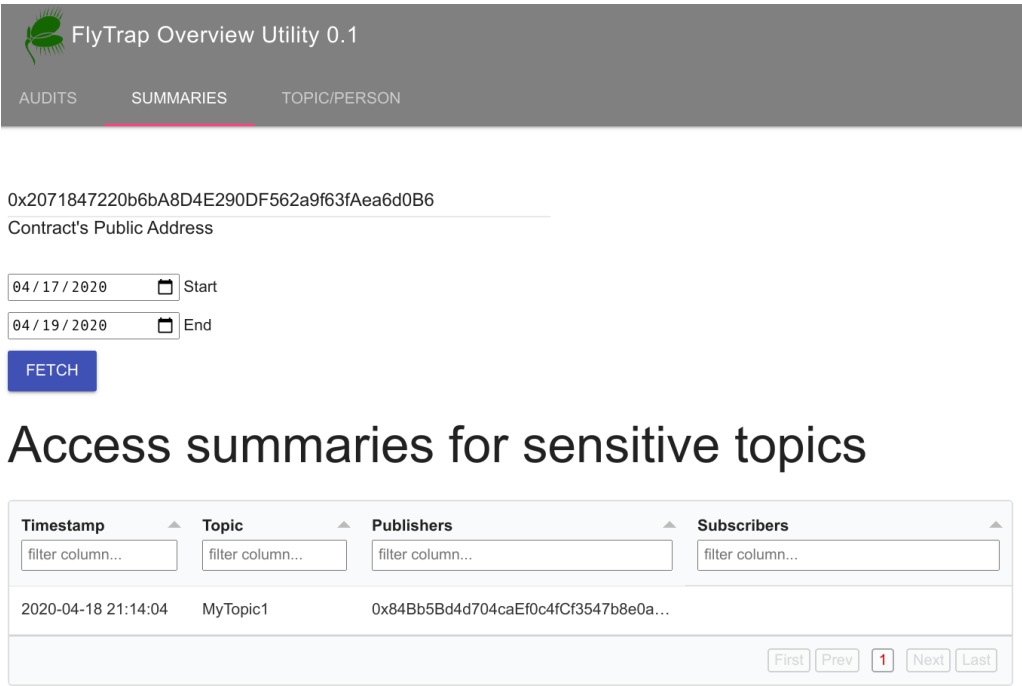 FlyTrap Overview Utility 0.1
AUDITS SUMMARIES TOPIC/PERSON
0x2071847220b6bA8D4E290DF562a9f63fAea6d0B6
Contract's Public Address
04/17/2020 Start
04/19/2020 End
FETCH
Access summaries for sensitive topics
Timestamp Topic Publishers Subscribers
filter column... filter column... filter column... filter column...
2020-04-18 21:14:04 MyTopic1 0x84Bb5Bd4d704caEf0c4fCf3547b8e0a…
First Prev 1 Next Last